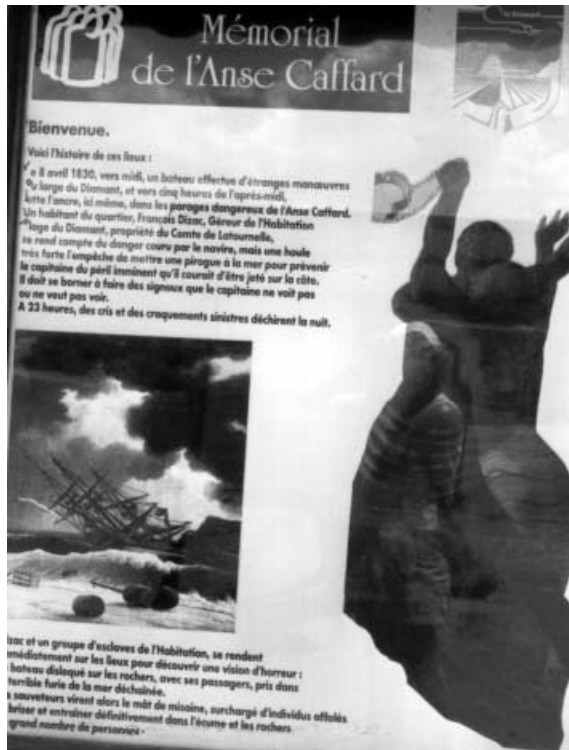 Mémorial
de l'Anse Caffard
le Diamant
Bienvenue.
Voici l'histoire de ces lieux :
e 8 avril 1830, vers midi, un bateau effectue d'étranges manœuvres
au large du Diamant, et vers cinq heures de l'après-midi,
jette l'ancre, ici même, dans les parages dangereux de l'Anse Caffard.
Un habitant du quartier, François Dizac, Géreur de l'Habitation
Plage du Diamant, propriété du Comte de Latournelle,
se rend compte du danger couru par le navire, mais une houle
très forte l'empêche de mettre une pirogue à la mer pour prévenir
le capitaine du péril imminent qu'il courait d'être jeté sur la côte.
Il doit se borner à faire des signaux que le capitaine ne voit pas
ou ne veut pas voir.
A 23 heures, des cris et des craquements sinistres déchirent la nuit.
izac et un groupe d'esclaves de l'Habitation, se rendent
mmédiatement sur les lieux pour découvrir une vision d'horreur :
bateau disloqué sur les rochers, avec ses passagers, pris dans
terrible furie de la mer déchaînée.
s sauveteurs virent alors le mât de misaine, surchargé d'individus affolés
briser et entraîner définitivement dans l'écume et les rochers
grand nombre de personnes -